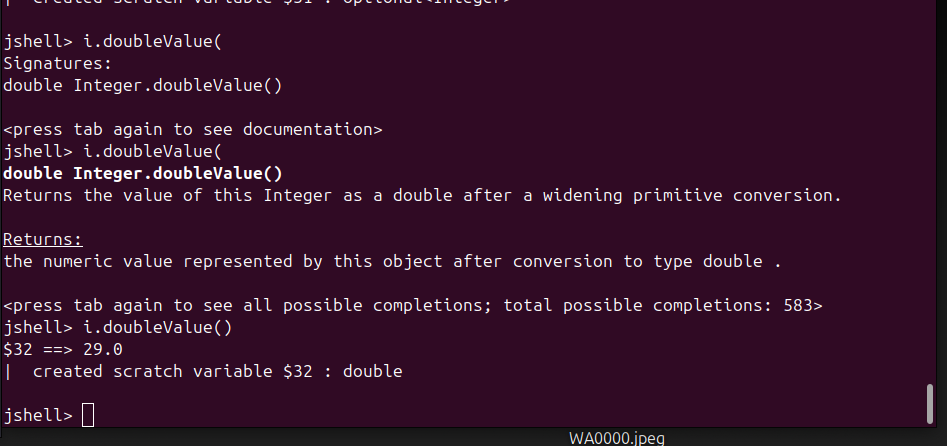 | created scratch variable $31 : Optional<Integer>
jshell> i.doubleValue(
Signatures:
double Integer.doubleValue()
<press tab again to see documentation>
jshell> i.doubleValue(
double Integer.doubleValue()
Returns the value of this Integer as a double after a widening primitive conversion.
Returns:
the numeric value represented by this object after conversion to type double .
<press tab again to see all possible completions; total possible completions: 583>
jshell> i.doubleValue()
$32 ==> 29.0
|  created scratch variable $32 : double
jshell>
WA0000.jpeg